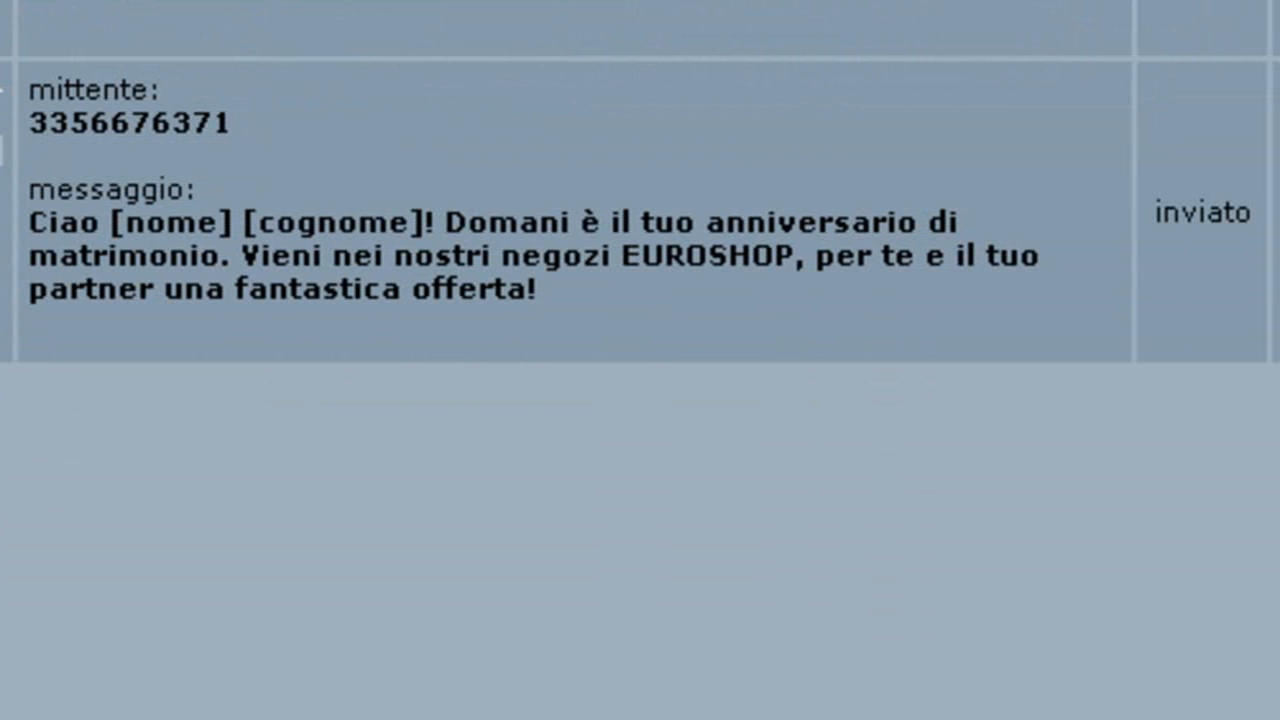 mittente:
3356676371
messaggio:
Ciao [nome] [cognome]! Domani è il tuo anniversario di
matrimonio. Vieni nei nostri negozi EUROSHOP, per te e il tuo
partner una fantastica offerta!
inviato